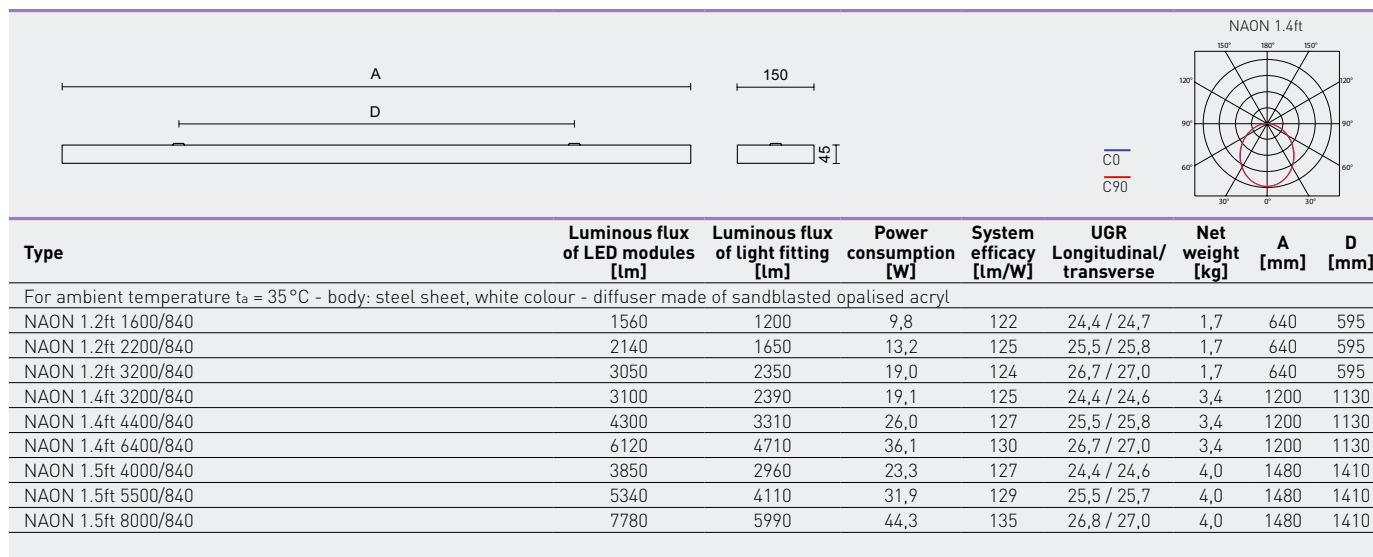 NAON 1.4ft
150° 180° 150°
A 150
120° 120°
D
90° 90°
45
C0
60° 60°
C90
30° 0° 30°
Type Luminous flux of LED modules [lm] Luminous flux of light fitting [lm] Power consumption [W] System efficacy [lm/W] UGR Longitudinal/ transverse Net weight [kg] A [mm] D [mm]
For ambient temperature ta = 35°C - body: steel sheet, white colour - diffuser made of sandblasted opalised acryl
NAON 1.2ft 1600/840 1560 1200 9,8 122 24,4 / 24,7 1,7 640 595
NAON 1.2ft 2200/840 2140 1650 13,2 125 25,5 / 25,8 1,7 640 595
NAON 1.2ft 3200/840 3050 2350 19,0 124 26,7 / 27,0 1,7 640 595
NAON 1.4ft 3200/840 3100 2390 19,1 125 24,4 / 24,6 3,4 1200 1130
NAON 1.4ft 4400/840 4300 3310 26,0 127 25,5 / 25,8 3,4 1200 1130
NAON 1.4ft 6400/840 6120 4710 36,1 130 26,7 / 27,0 3,4 1200 1130
NAON 1.5ft 4000/840 3850 2960 23,3 127 24,4 / 24,6 4,0 1480 1410
NAON 1.5ft 5500/840 5340 4110 31,9 129 25,5 / 25,7 4,0 1480 1410
NAON 1.5ft 8000/840 7780 5990 44,3 135 26,8 / 27,0 4,0 1480 1410